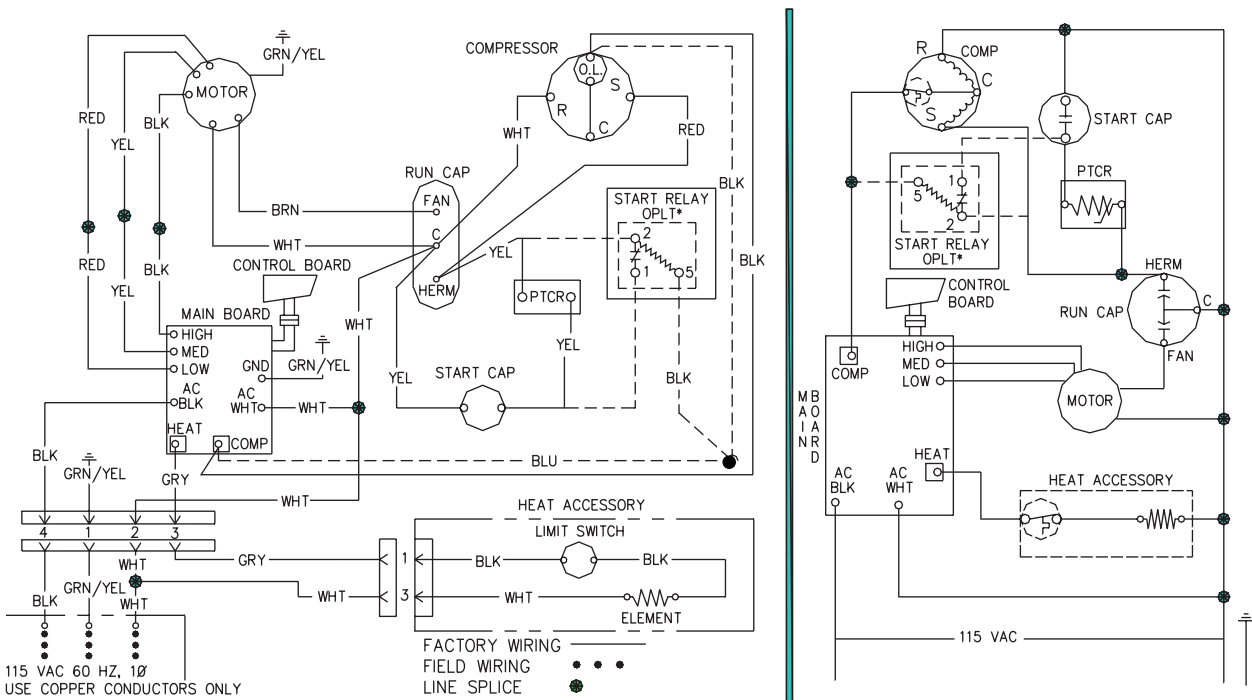 GRN/YEL
MOTOR
RED
YEL
BLK
RED
YEL
BLK
BRN
WHT
COMPRESSOR
O.L.
S
R
C
WHT
RED
BLK
BLK
RUN CAP
FAN
C
HERM
YEL
START RELAY
OPLT*
2
1
5
PTCR
YEL
BLK
WHT
YEL
START CAP
CONTROL BOARD
MAIN BOARD
HIGH
MED
LOW
GND
GRN/YEL
AC
BLK
AC
WHT
WHT
HEAT
COMP
BLU
BLK
GRN/YEL
GRY
WHT
4
1
2
3
WHT
GRY
GRN/YEL
BLK
WHT
WHT
HEAT ACCESSORY
LIMIT SWITCH
1
BLK
BLK
3
WHT
ELEMENT
FACTORY WIRING
FIELD WIRING
LINE SPLICE
115 VAC 60 HZ, 1Ø
USE COPPER CONDUCTORS ONLY
R
COMP
C
S
START CAP
PTCR
5
1
2
START RELAY
OPLT*
CONTROL
BOARD
HERM
RUN CAP
C
FAN
COMP
HIGH
MED
LOW
MOTOR
MAIN
BOARD
HEAT
AC
BLK
AC
WHT
HEAT ACCESSORY
115 VAC